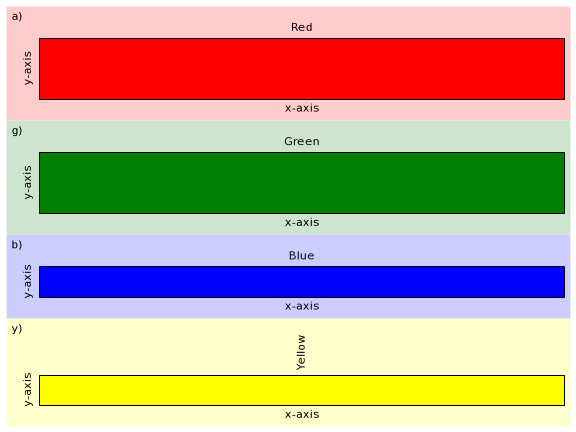 a)
Red
y-axis
x-axis
g)
Green
y-axis
x-axis
b)
Blue
y-axis
x-axis
y)
Yellow
y-axis
x-axis